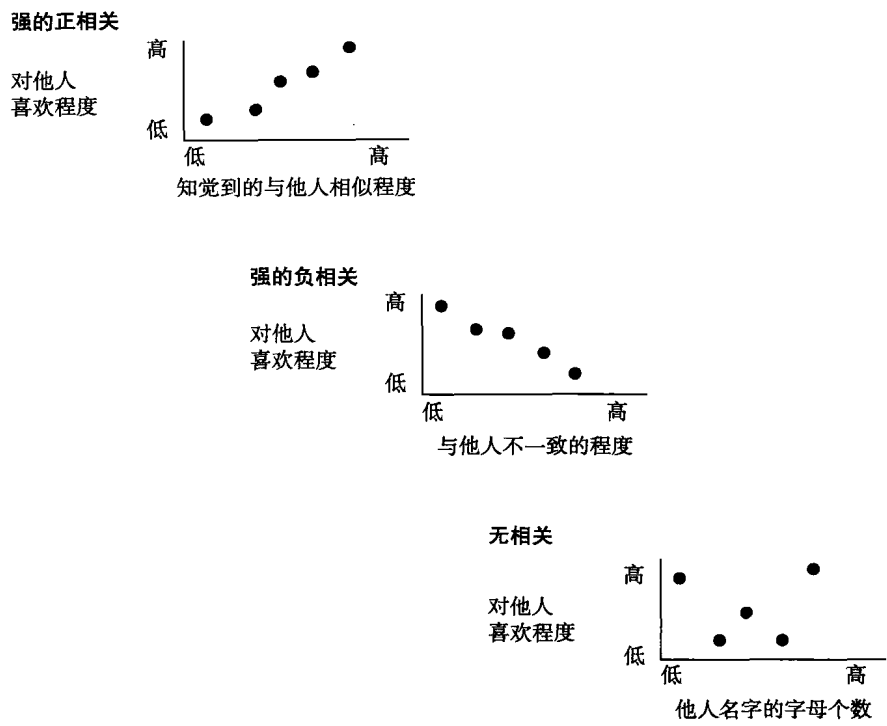 强的正相关
高
对他人
喜欢程度
低
低 高
知觉到的与他人相似程度
强的负相关
高
对他人
喜欢程度
低
低 高
与他人不一致的程度
无相关
高
对他人
喜欢程度
低
低 高
他人名字的字母个数